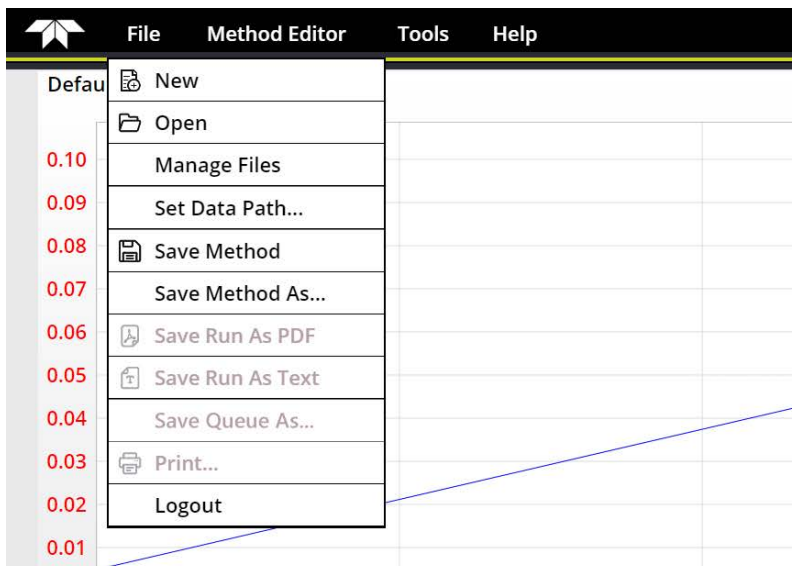 File Method Editor Tools Help
Defau
New
Open
Manage Files
Set Data Path...
Save Method
Save Method As...
Save Run As PDF
Save Run As Text
Save Queue As...
Print...
Logout
0.10
0.09
0.08
0.07
0.06
0.05
0.04
0.03
0.02
0.01